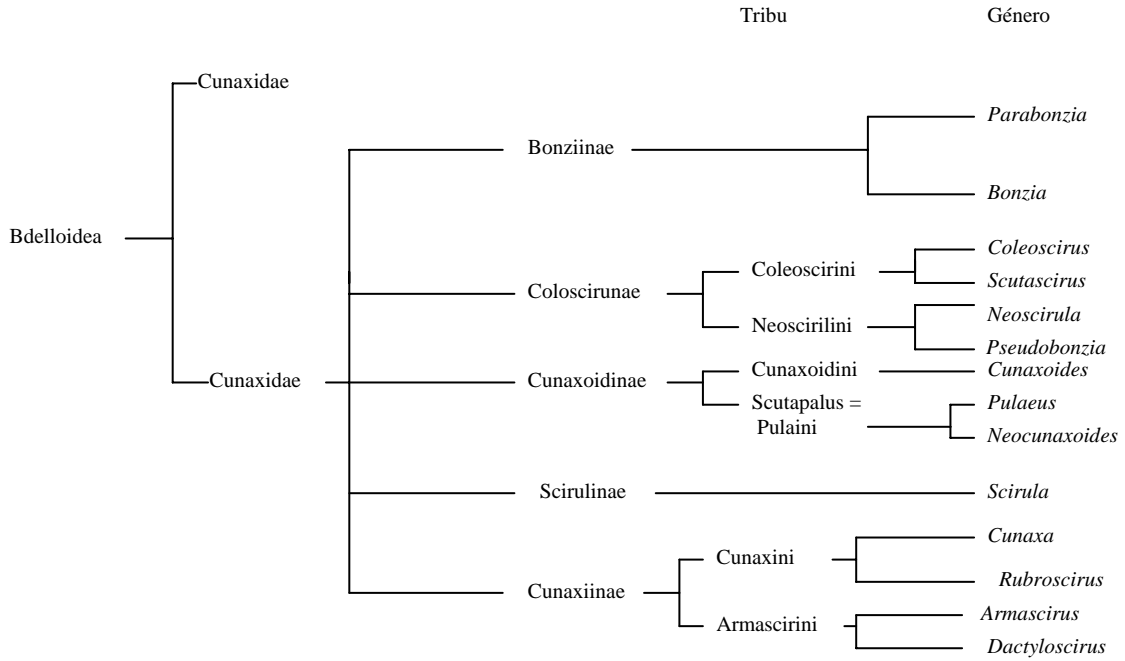 Tribu Género
Cunaxidae
Parabonzia
Bonziinae
Bonzia
Bdelloidea
Coleoscirus
Coleoscirini
Scutascirus
Coloscirunae
Neoscirula
Neoscirilini
Pseudobonzia
Cunaxidae
Cunaxoidinae
Cunaxoidini
Cunaxoides
Scutapalus =
Pulaini
Pulaeus
Neocunaxoides
Scirulinae
Scirula
Cunaxa
Cunaxini
Rubroscirus
Cunaxiinae
Armascirus
Armascirini
Dactyloscirus